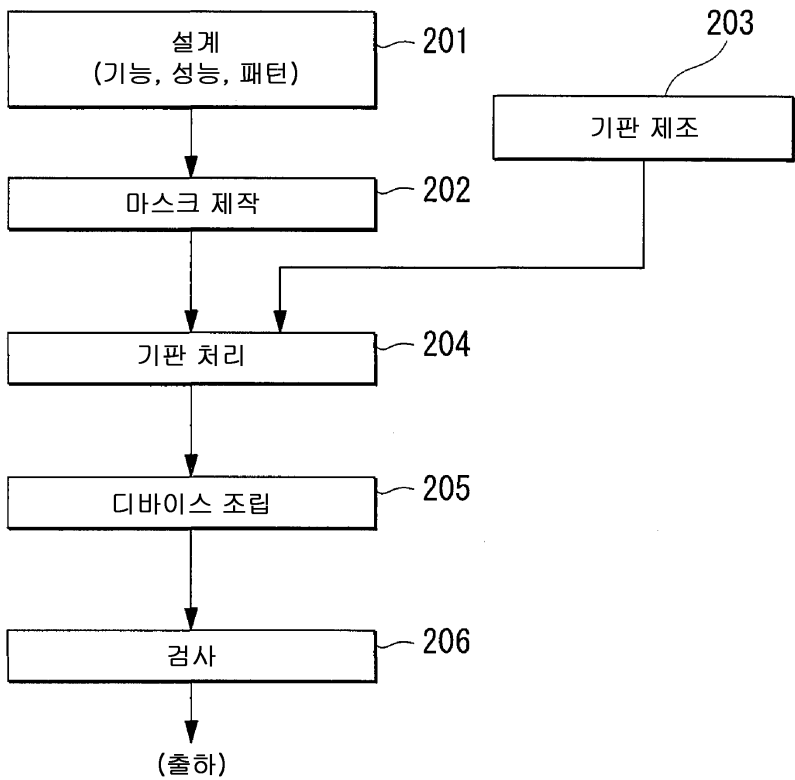 설계
(기능, 성능, 패턴)
201
203
기판 제조
마스크 제작
202
기판 처리
204
디바이스 조립
205
검사
206
(출하)